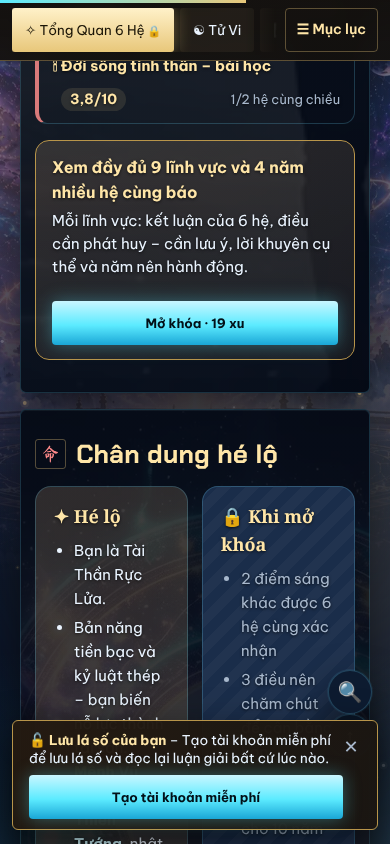 ✧ Tổng Quan 6 Hệ 🔒
☯ Tử Vi
☰ Mục lục
Đời sống tinh thần – bài học
3,8/10
1/2 hệ cùng chiều
Xem đầy đủ 9 lĩnh vực và 4 năm
nhiều hệ cùng báo
Mỗi lĩnh vực: kết luận của 6 hệ, điều
cần phát huy – cần lưu ý, lời khuyên cụ
thể và năm nên hành động.
Mở khóa · 19 xu
命 Chân dung hé lộ
✦ Hé lộ
• Bạn là Tài
Thần Rực
Lửa.
• Bản năng
tiền bạc và
kỷ luật thép
– bạn biến
🔒 Khi mở
khóa
• 2 điểm sáng
khác được 6
hệ cùng xác
nhận
• 3 điều nên
chăm chút
🔍
🔓 Lưu lá số của bạn – Tạo tài khoản miễn phí
để lưu lá số và đọc lại luận giải bất cứ lúc nào.
✕
Tạo tài khoản miễn phí